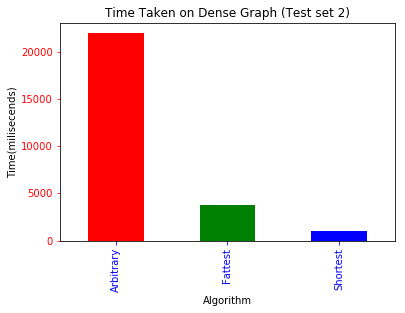 Time Taken on Dense Graph (Test set 2)
Time(milisecends)
20000
15000
10000
5000
0
Arbitrary
Fattest
Shortest
Algorithm